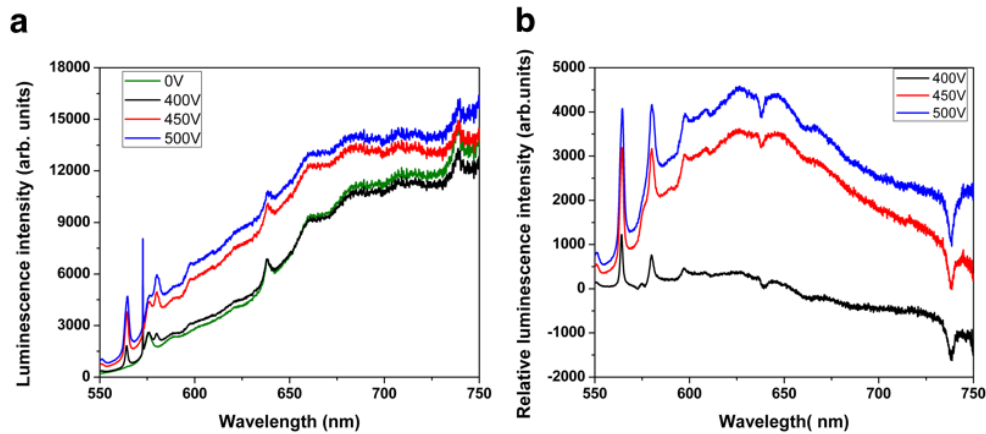 a
Luminescence intensity (arb. units)
18000
15000
12000
9000
6000
3000
0
0V
400V
450V
500V
550
600
650
700
750
Wavelength (nm)
b
Relative luminescence intensity (arb.units)
5000
4000
3000
2000
1000
0
-1000
-2000
400V
450V
500V
550
600
650
700
750
Wavelegth( nm)